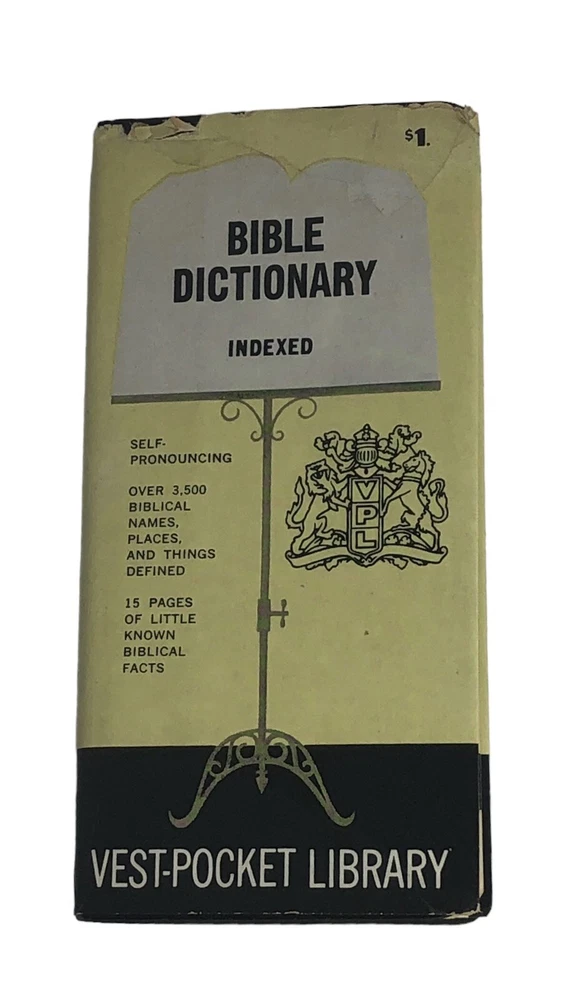 $1.
BIBLE
DICTIONARY
INDEXED
SELF-
PRONOUNCING
OVER 3,500
BIBLICAL
NAMES,
PLACES,
AND THINGS
DEFINED
15 PAGES
OF LITTLE
KNOWN
BIBLICAL
FACTS
VPL
VEST-POCKET LIBRARY